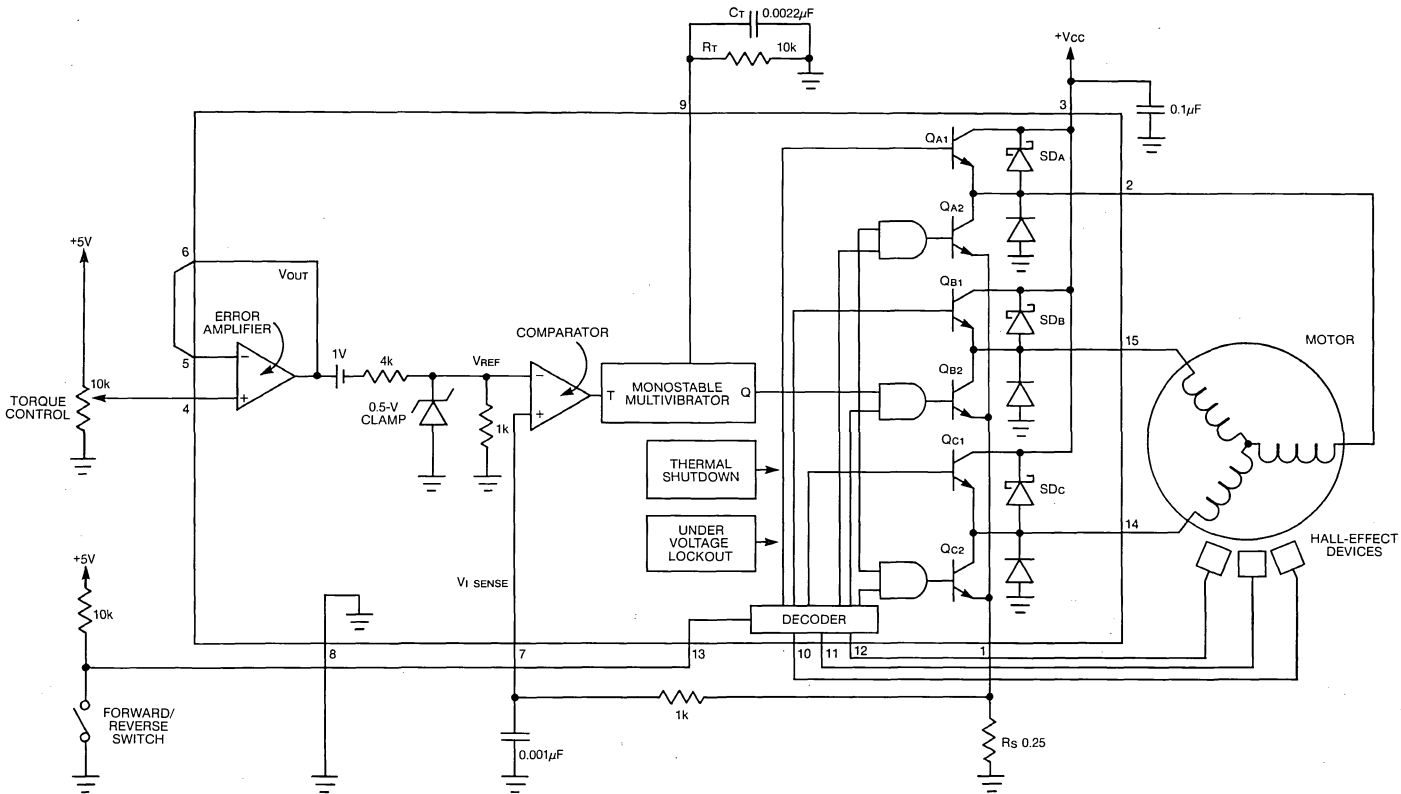 CT 0.0022µF
RT 10k
+VCC
9
3
0.1µF
QA1
SDA
2
QA2
+5V
6
VOUT
ERROR
AMPLIFIER
5
1V
4k
COMPARATOR
VREF
QB1
SDB
15
MOTOR
10k
TORQUE
CONTROL
4
0.5-V
CLAMP
1k
T
MONOSTABLE
MULTIVIBRATOR
Q
QB2
QC1
THERMAL
SHUTDOWN
SDC
UNDER
VOLTAGE
LOCKOUT
14
HALL-EFFECT
DEVICES
QC2
+5V
10k
VI SENSE
DECODER
8
7
13
10
11
12
1
FORWARD/
REVERSE
SWITCH
1k
0.001µF
RS 0.25